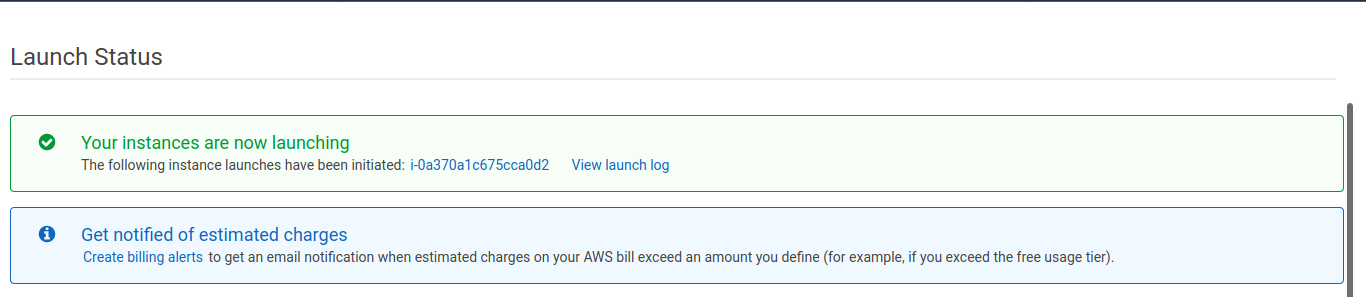 Launch Status
Your instances are now launching
The following instance launches have been initiated: i-0a370a1c675cca0d2 View launch log
Get notified of estimated charges
Create billing alerts to get an email notification when estimated charges on your AWS bill exceed an amount you define (for example, if you exceed the free usage tier).